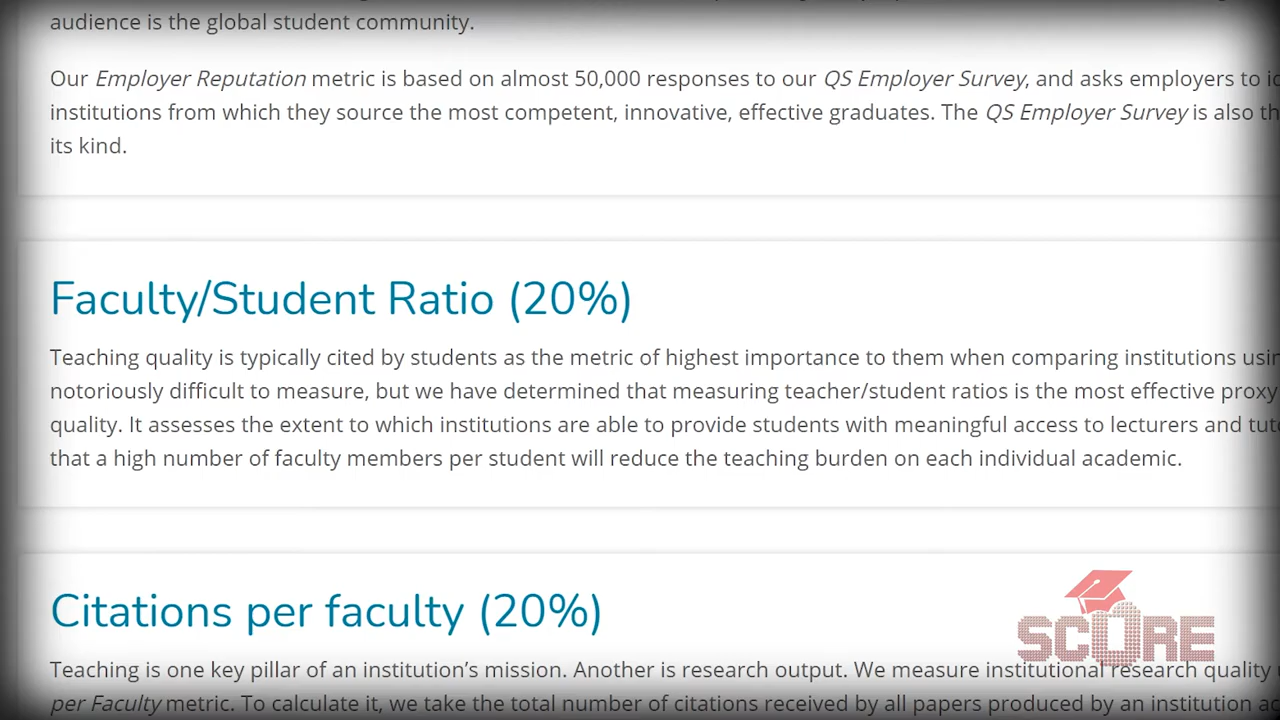 audience is the global student community.
Our Employer Reputation metric is based on almost 50,000 responses to our QS Employer Survey, and asks employers to
institutions from which they source the most competent, innovative, effective graduates. The QS Employer Survey is also
its kind.
Faculty/Student Ratio (20%)
Teaching quality is typically cited by students as the metric of highest importance to them when comparing institutions
notoriously difficult to measure, but we have determined that measuring teacher/student ratios is the most effective proxy
quality. It assesses the extent to which institutions are able to provide students with meaningful access to lecturers and
that a high number of faculty members per student will reduce the teaching burden on each individual academic.
Citations per faculty (20%)
SCORE
Teaching is one key pillar of an institution’s mission. Another is research output. We measure institutional research quality
per Faculty metric. To calculate it, we take the total number of citations received by all papers produced by an institution